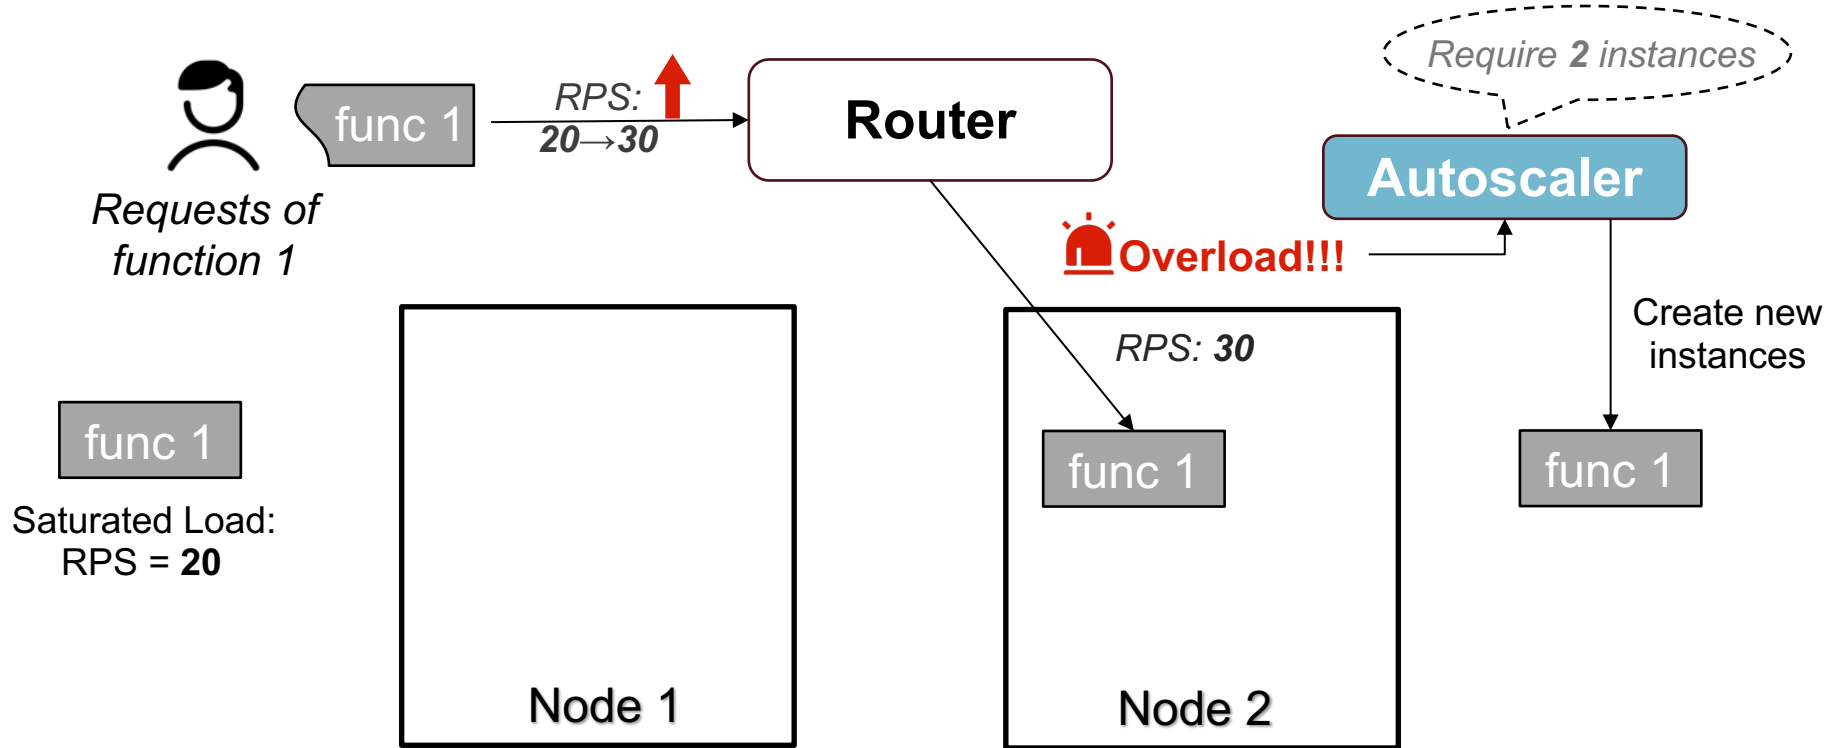 Require 2 instances
func 1
RPS:
20→30
Router
Autoscaler
Requests of
function 1
Overload!!!
Create new
instances
RPS: 30
func 1
Saturated Load:
RPS = 20
func 1
func 1
Node 1
Node 2